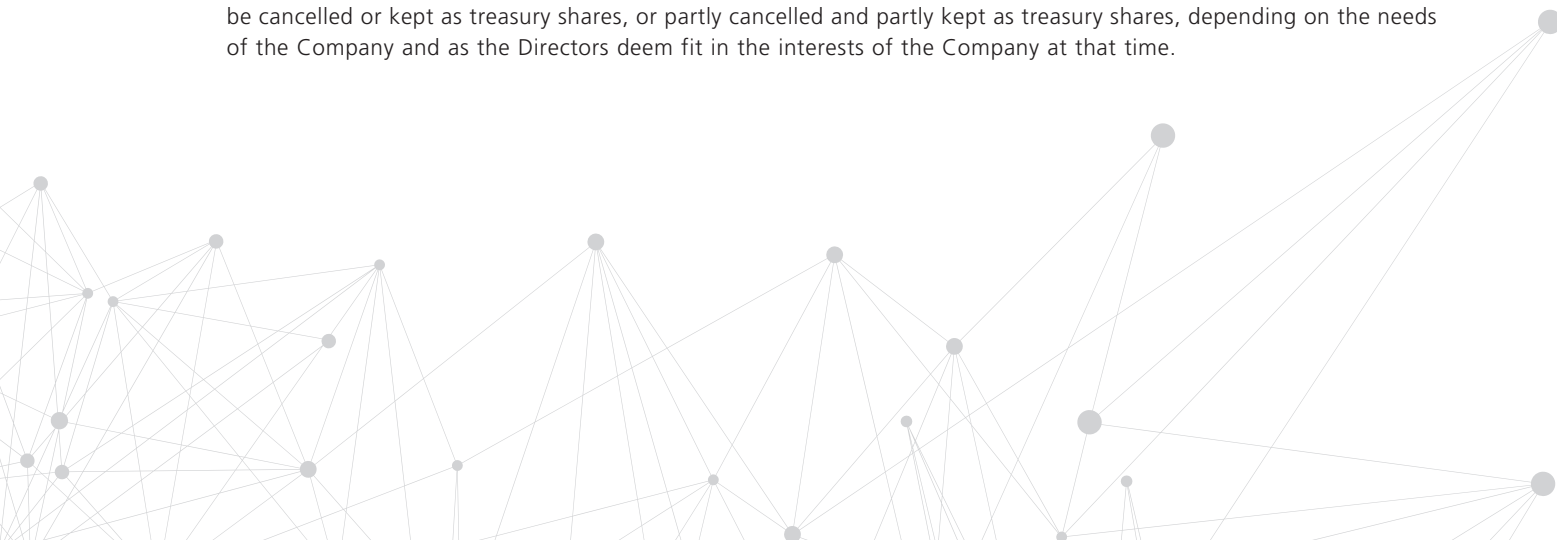 be cancelled or kept as treasury shares, or partly cancelled and partly kept as treasury shares, depending on the needs
of the Company and as the Directors deem fit in the interests of the Company at that time.